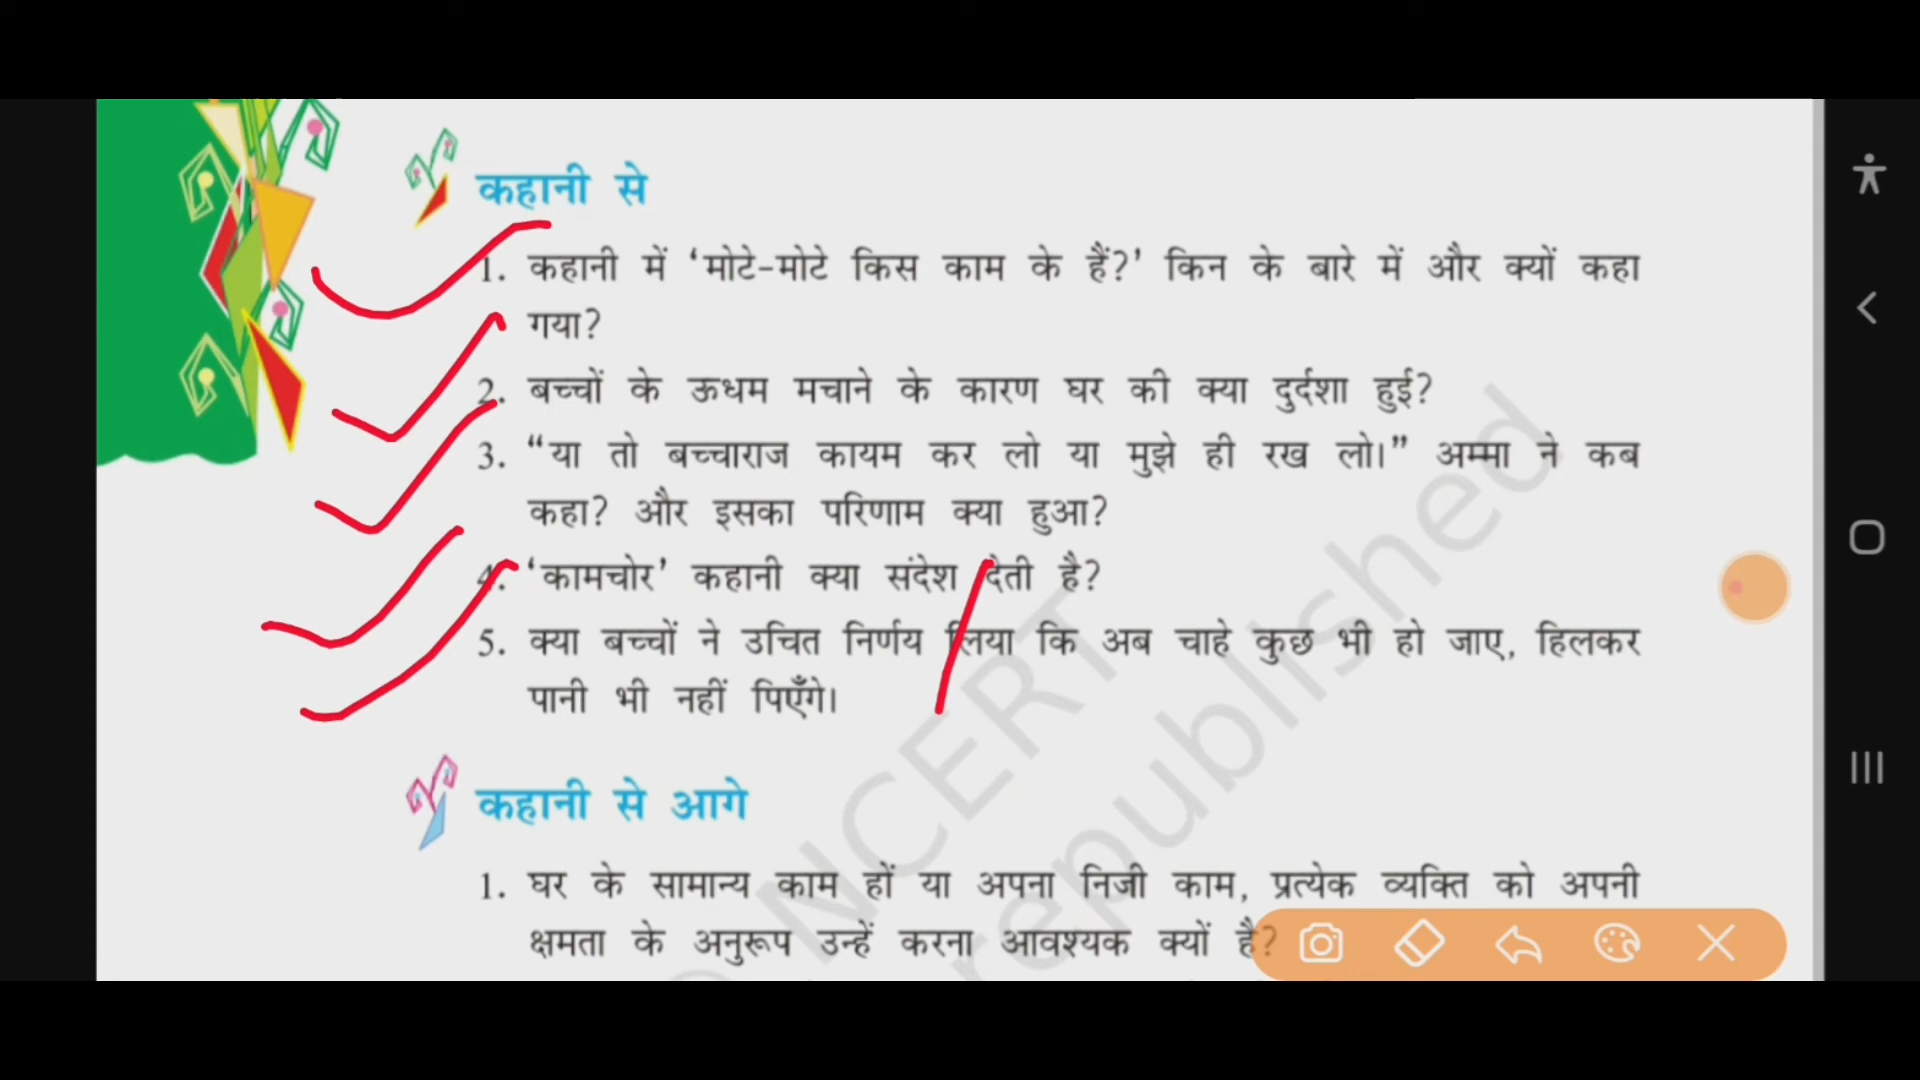 कहानी से
1. कहानी में ‘मोटे-मोटे किस काम के हैं?’ किन के बारे में और क्यों कहा
गया?
2. बच्चों के ऊधम मचाने के कारण घर की क्या दुर्दशा हुई?
3. “या तो बच्चाराज कायम कर लो या मुझे ही रख लो।” अम्मा ने कब
कहा? और इसका परिणाम क्या हुआ?
4. ‘कामचोर’ कहानी क्या संदेश देती है?
5. क्या बच्चों ने उचित निर्णय लिया कि अब चाहे कुछ भी हो जाए, हिलकर
पानी भी नहीं पिएँगे।
कहानी से आगे
1. घर के सामान्य काम हों या अपना निजी काम, प्रत्येक व्यक्ति को अपनी
क्षमता के अनुरूप उन्हें करना आवश्यक क्यों है?
NCERT
republished